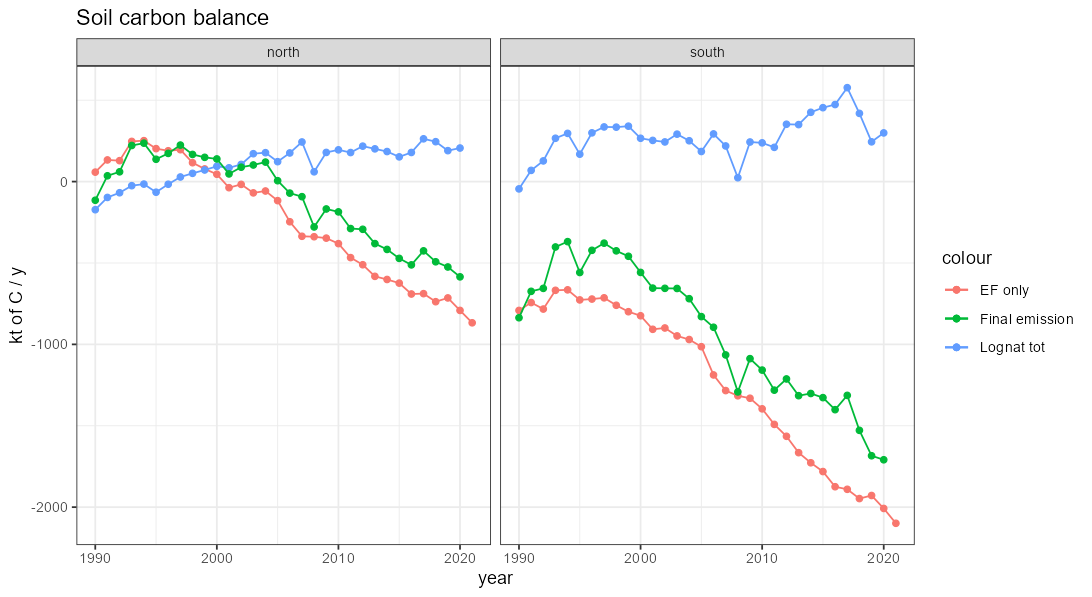 Soil carbon balance
north
south
0
-1000
-2000
kt of C / y
1990
2000
2010
2020
1990
2000
2010
2020
year
colour
EF only
Final emission
Lognat tot